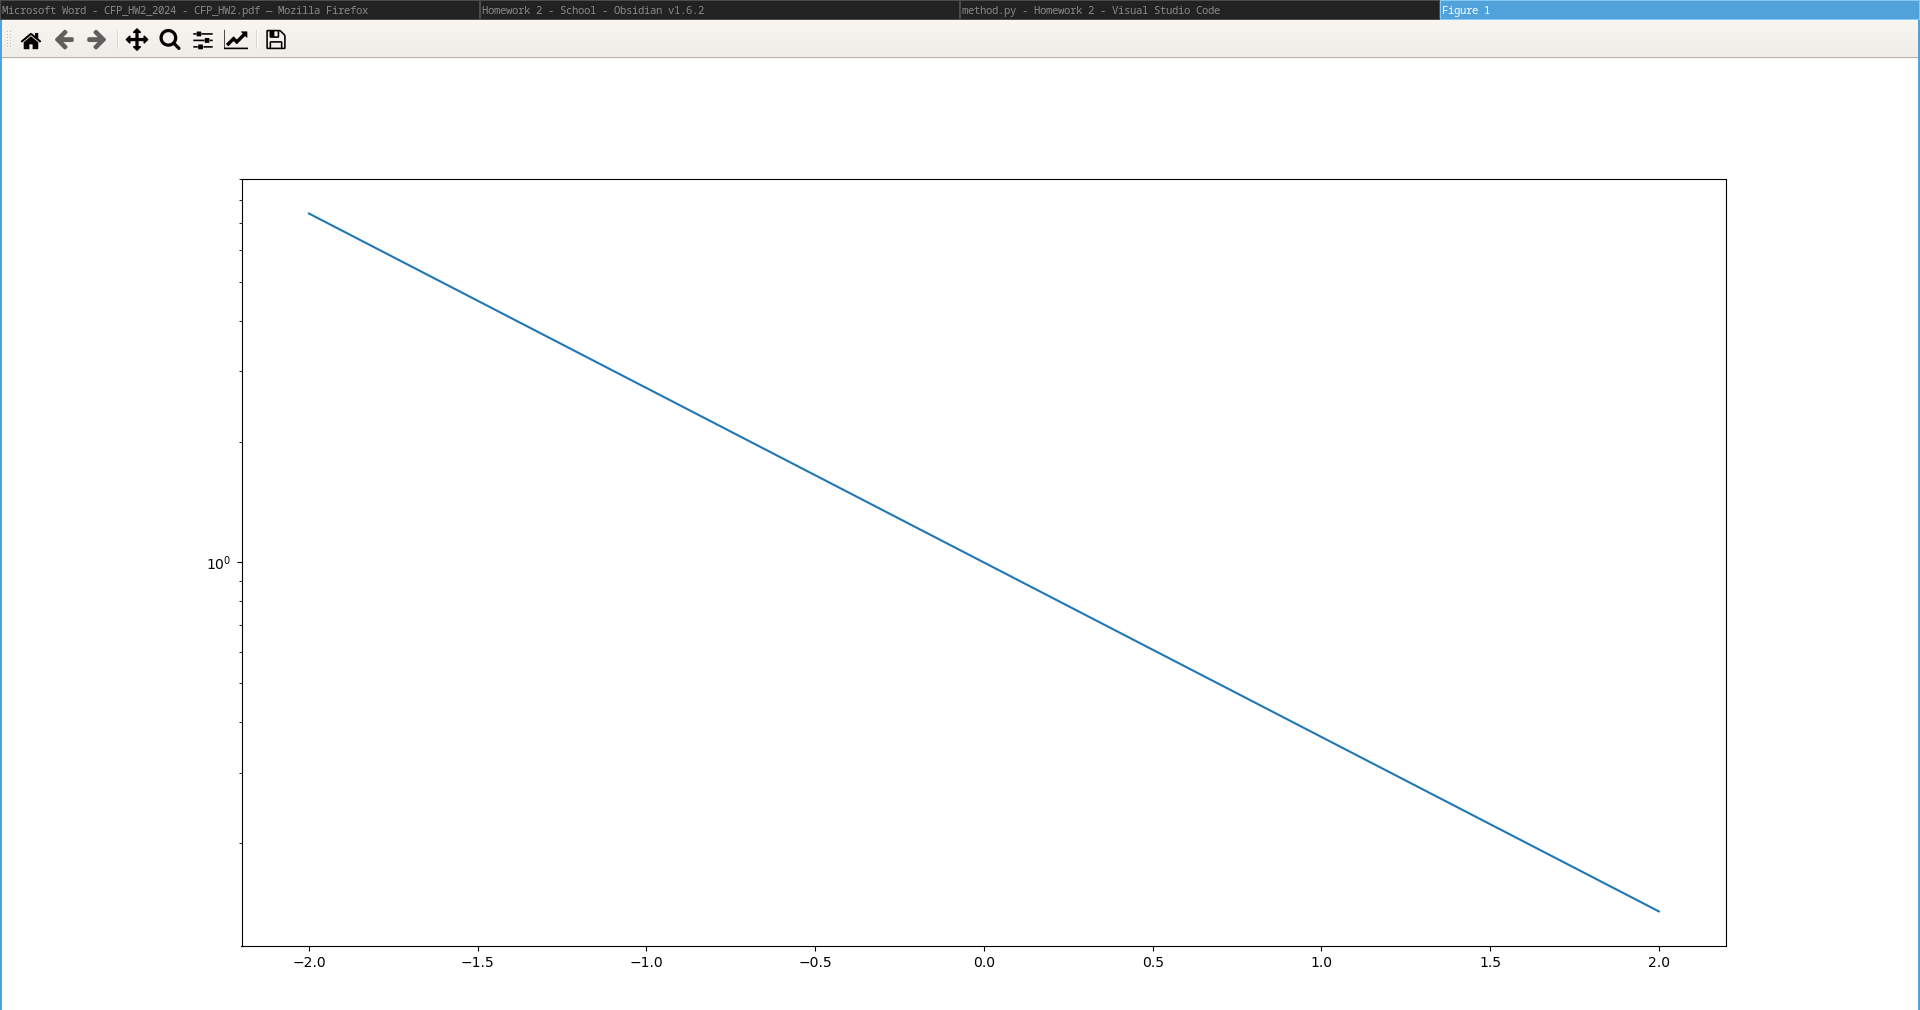 Microsoft Word - CFP_HW2_2024 - CFP_HW2.pdf — Mozilla Firefox
Homework 2 - School - Obsidian v1.6.2
method.py - Homework 2 - Visual Studio Code
Figure 1
10⁰
−2.0 −1.5 −1.0 −0.5 0.0 0.5 1.0 1.5 2.0